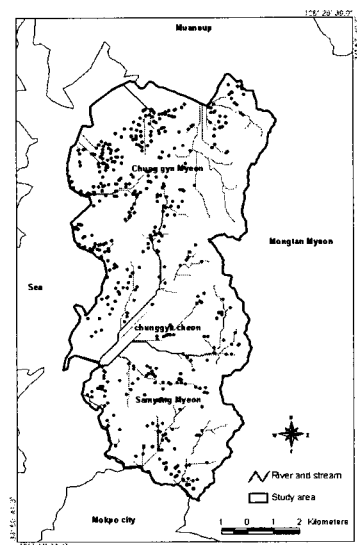 Muaneup
Chunggye Myeon
Mongtan Myeon
Sea
chunggye cheon
Samyang Myeon
N
W E
S
River and stream
Study area
Mokpo city
1 0 1 2 Kilometers